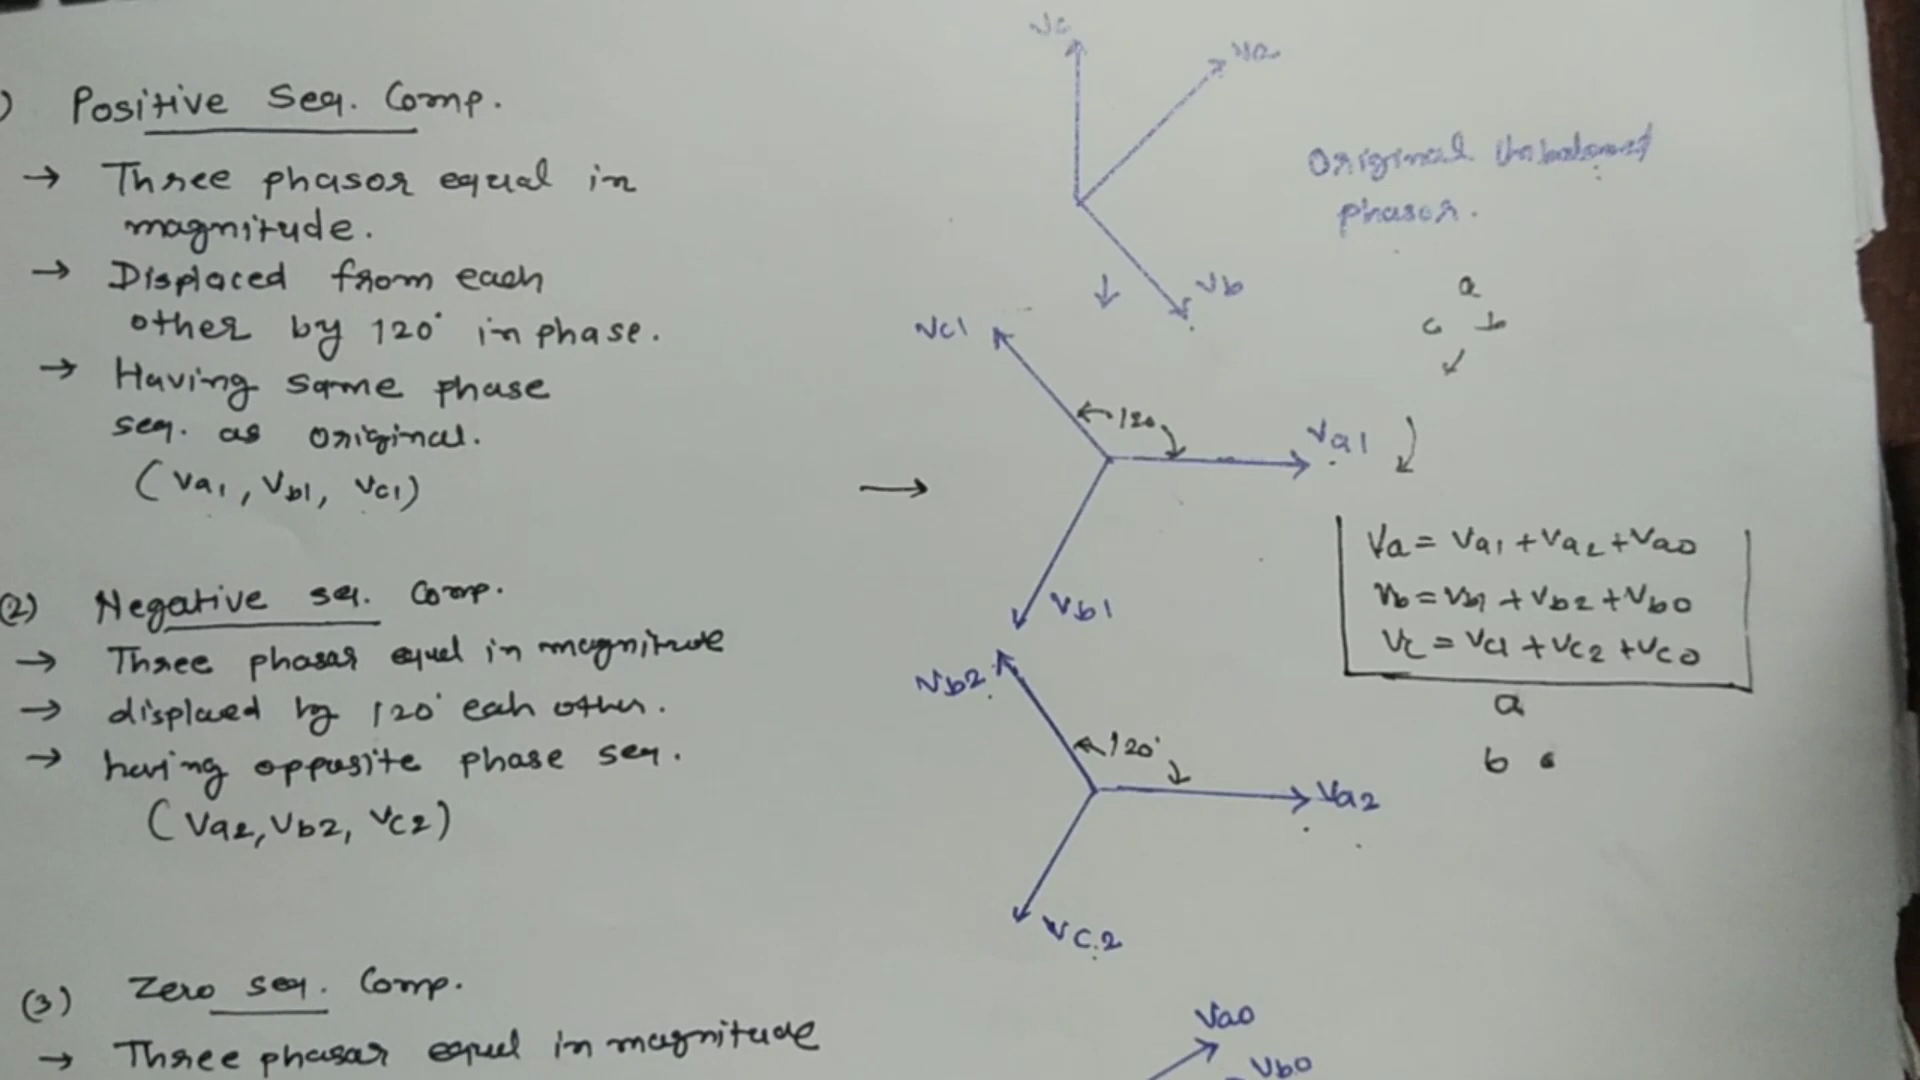 ) Positive Seq. Comp.
→ Three phasor equal in
magnitude.
→ Displaced from each
other by 120° in phase.
→ Having same phase
seq. as original.
(Va1, Vb1, Vc1)
(2) Negative seq. Comp.
→ Three phasar equal in magnitude
→ displaced by 120° each other.
→ having opposite phase seq.
(Va2, Vb2, Vc2)
(3) Zero seq. Comp.
→ Three phasar equal in magnitude
Vc
Va
Original Unbalanced
phasor.
Vb
a
c b
Vc1
120
Va1
Vb1
Va = Va1 + Va2 + Va0
Vb = Vb1 + Vb2 + Vb0
Vc = Vc1 + Vc2 + Vc0
a
b c
Vb2
120°
Va2
Vc2
Va0
Vb0